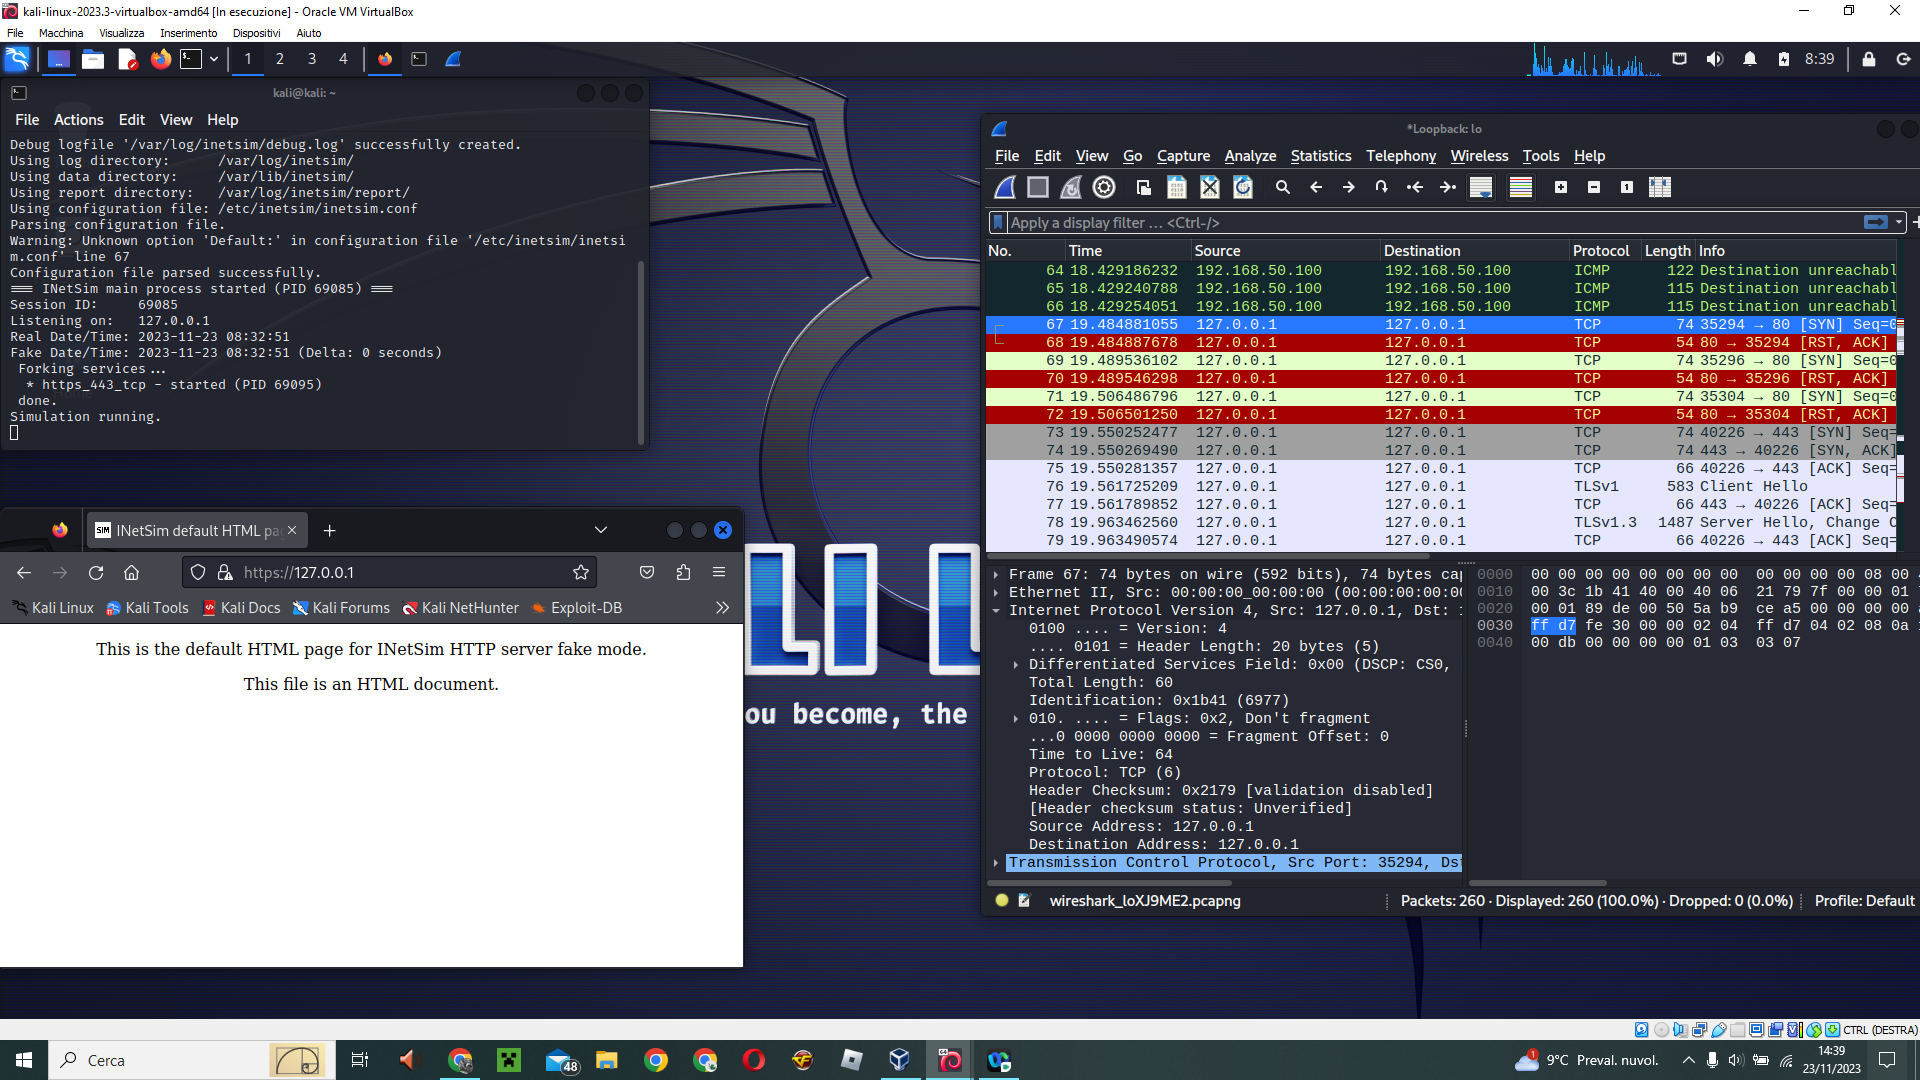 kali-linux-2023.3-virtualbox-amd64 [In esecuzione] - Oracle VM VirtualBox
File Macchina Visualizza Inserimento Dispositivi Aiuto
1 2 3 4
8:39
kali@kali: ~
File Actions Edit View Help
Debug logfile '/var/log/inetsim/debug.log' successfully created.
Using log directory: /var/log/inetsim/
Using data directory: /var/lib/inetsim/
Using report directory: /var/log/inetsim/report/
Using configuration file: /etc/inetsim/inetsim.conf
Parsing configuration file.
Warning: Unknown option 'Default:' in configuration file '/etc/inetsim/inetsi
m.conf' line 67
Configuration file parsed successfully.
=== INetSim main process started (PID 69085) ===
Session ID: 69085
Listening on: 127.0.0.1
Real Date/Time: 2023-11-23 08:32:51
Fake Date/Time: 2023-11-23 08:32:51 (Delta: 0 seconds)
Forking services...
* https_443_tcp - started (PID 69095)
done.
Simulation running.
INetSim default HTML pa
https://127.0.0.1
Kali Linux Kali Tools Kali Docs Kali Forums Kali NetHunter Exploit-DB
This is the default HTML page for INetSim HTTP server fake mode.
This file is an HTML document.
LI L
ou become, the
*Loopback: lo
File Edit View Go Capture Analyze Statistics Telephony Wireless Tools Help
Apply a display filter ... <Ctrl-/>
No. Time Source Destination Protocol Length Info
64 18.429186232 192.168.50.100 192.168.50.100 ICMP 122 Destination unreachabl
65 18.429240788 192.168.50.100 192.168.50.100 ICMP 115 Destination unreachabl
66 18.429254051 192.168.50.100 192.168.50.100 ICMP 115 Destination unreachabl
67 19.484881055 127.0.0.1 127.0.0.1 TCP 74 35294 → 80 [SYN] Seq=0
68 19.484887678 127.0.0.1 127.0.0.1 TCP 54 80 → 35294 [RST, ACK]
69 19.489536102 127.0.0.1 127.0.0.1 TCP 74 35296 → 80 [SYN] Seq=0
70 19.489546298 127.0.0.1 127.0.0.1 TCP 54 80 → 35296 [RST, ACK]
71 19.506486796 127.0.0.1 127.0.0.1 TCP 74 35304 → 80 [SYN] Seq=0
72 19.506501250 127.0.0.1 127.0.0.1 TCP 54 80 → 35304 [RST, ACK]
73 19.550252477 127.0.0.1 127.0.0.1 TCP 74 40226 → 443 [SYN] Seq=
74 19.550269490 127.0.0.1 127.0.0.1 TCP 74 443 → 40226 [SYN, ACK]
75 19.550281357 127.0.0.1 127.0.0.1 TCP 66 40226 → 443 [ACK] Seq=
76 19.561725209 127.0.0.1 127.0.0.1 TLSv1 583 Client Hello
77 19.561789852 127.0.0.1 127.0.0.1 TCP 66 443 → 40226 [ACK] Seq=
78 19.963462560 127.0.0.1 127.0.0.1 TLSv1.3 1487 Server Hello, Change C
79 19.963490574 127.0.0.1 127.0.0.1 TCP 66 40226 → 443 [ACK] Seq=
Frame 67: 74 bytes on wire (592 bits), 74 bytes cap
Ethernet II, Src: 00:00:00_00:00:00 (00:00:00:00:00
Internet Protocol Version 4, Src: 127.0.0.1, Dst: 1
0100 .... = Version: 4
.... 0101 = Header Length: 20 bytes (5)
Differentiated Services Field: 0x00 (DSCP: CS0,
Total Length: 60
Identification: 0x1b41 (6977)
010. .... = Flags: 0x2, Don't fragment
...0 0000 0000 0000 = Fragment Offset: 0
Time to Live: 64
Protocol: TCP (6)
Header Checksum: 0x2179 [validation disabled]
[Header checksum status: Unverified]
Source Address: 127.0.0.1
Destination Address: 127.0.0.1
Transmission Control Protocol, Src Port: 35294, Dst
0000 00 00 00 00 00 00 00 00 00 00 00 00 08 00
0010 00 3c 1b 41 40 00 40 06 21 79 7f 00 00 01
0020 00 01 89 de 00 50 5a b9 ce a5 00 00 00 00
0030 ff d7 fe 30 00 00 02 04 ff d7 04 02 08 0a
0040 00 db 00 00 00 00 01 03 03 07
wireshark_loXJ9ME2.pcapng
Packets: 260 · Displayed: 260 (100.0%) · Dropped: 0 (0.0%)
Profile: Default
CTRL (DESTRA)
Cerca
48
1
9°C Preval. nuvol.
14:39
23/11/2023